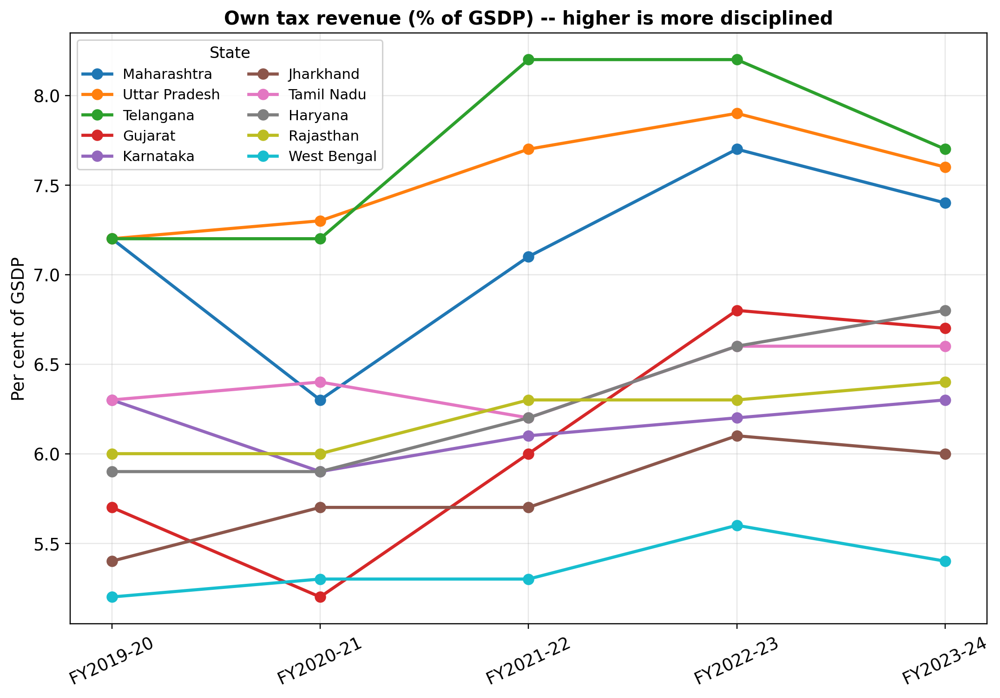 Own tax revenue (% of GSDP) -- higher is more disciplined
State
Maharashtra
Uttar Pradesh
Telangana
Gujarat
Karnataka
Jharkhand
Tamil Nadu
Haryana
Rajasthan
West Bengal
Per cent of GSDP
8.0
7.5
7.0
6.5
6.0
5.5
FY2019-20
FY2020-21
FY2021-22
FY2022-23
FY2023-24